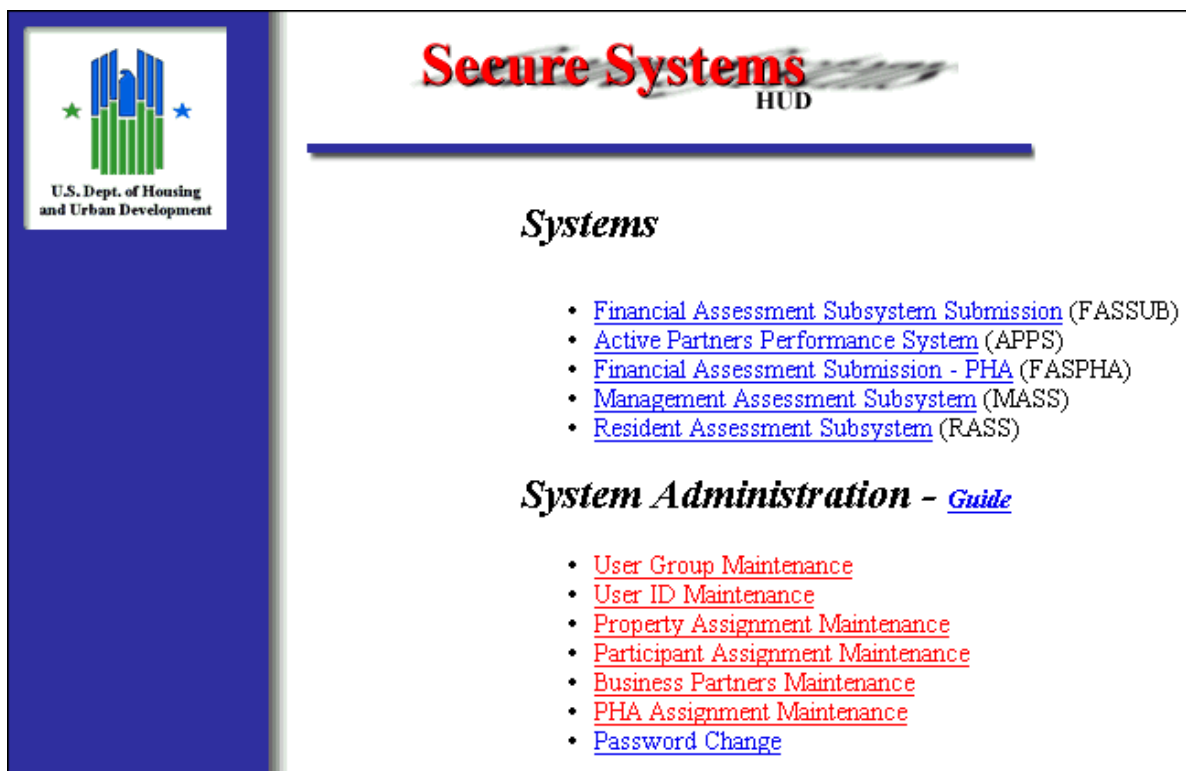 U.S. Dept. of Housing
and Urban Development
Secure Systems
HUD
Systems
• Financial Assessment Subsystem Submission (FASSUB)
• Active Partners Performance System (APPS)
• Financial Assessment Submission - PHA (FASPHA)
• Management Assessment Subsystem (MASS)
• Resident Assessment Subsystem (RASS)
System Administration - Guide
• User Group Maintenance
• User ID Maintenance
• Property Assignment Maintenance
• Participant Assignment Maintenance
• Business Partners Maintenance
• PHA Assignment Maintenance
• Password Change